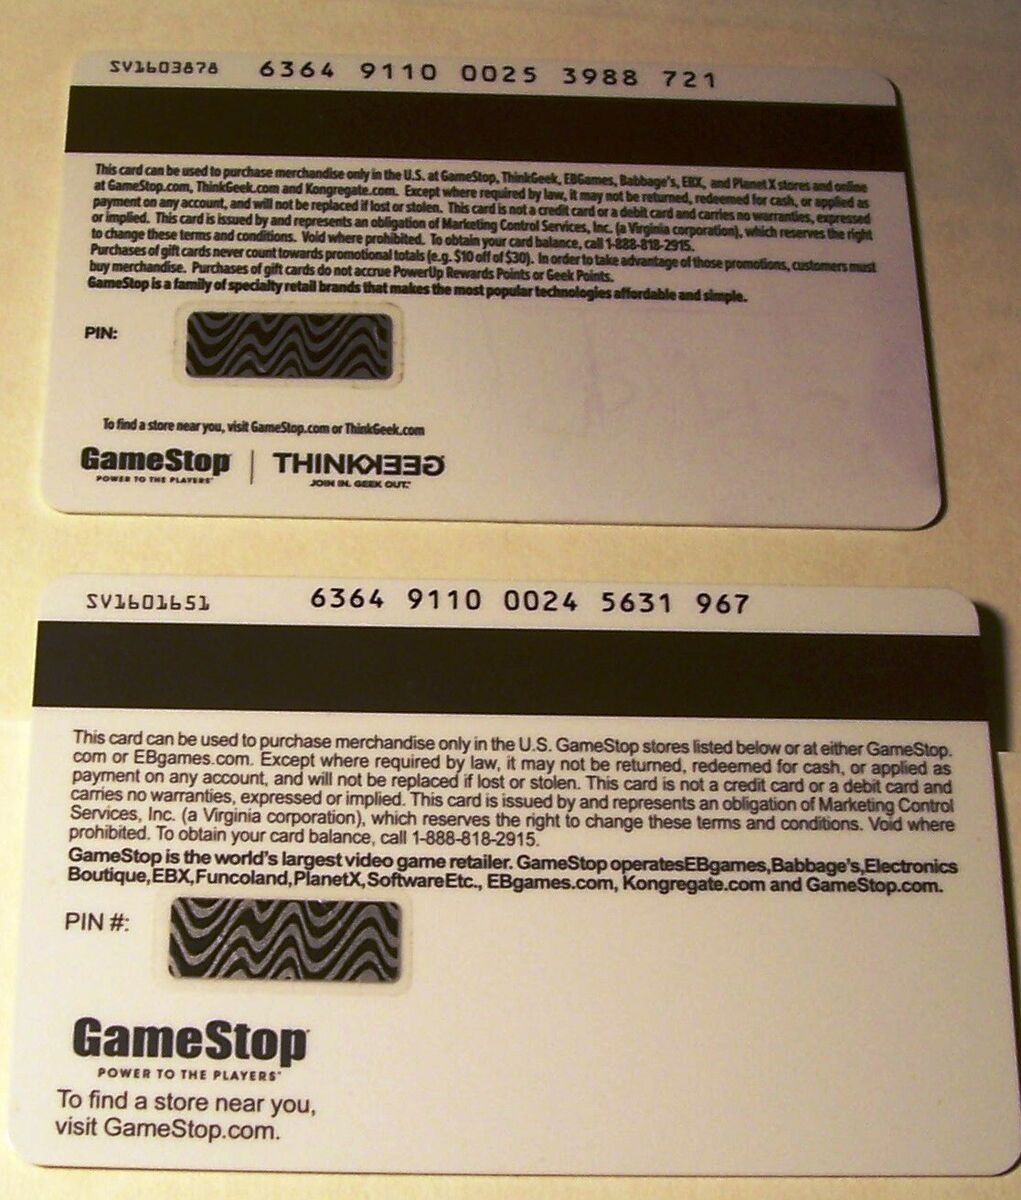 SV1603878 6364 9110 0025 3988 721
This card can be used to purchase merchandise only in the U.S. at GameStop, ThinkGeek, EBGames, Babbage's, EBX, and Planet X stores and online
at GameStop.com, ThinkGeek.com and Kongregate.com. Except where required by law, it may not be returned, redeemed for cash, or applied as
payment on any account, and will not be replaced if lost or stolen. This card is not a credit card or a debit card and carries no warranties, expressed
or implied. This card is issued by and represents an obligation of Marketing Control Services, Inc. (a Virginia corporation), which reserves the right
to change these terms and conditions. Void where prohibited. To obtain your card balance, call 1-888-818-2915.
Purchases of gift cards never count towards promotional totals (e.g. $10 off of $30). In order to take advantage of those promotions, customers must
buy merchandise. Purchases of gift cards do not accrue PowerUp Rewards Points or Geek Points.
GameStop is a family of specialty retail brands that makes the most popular technologies affordable and simple.
PIN:
To find a store near you, visit GameStop.com or ThinkGeek.com
GameStop | THINKGEEK
POWER TO THE PLAYERS™ JOIN IN. GEEK OUT.™
SV1601651 6364 9110 0024 5631 967
This card can be used to purchase merchandise only in the U.S. GameStop stores listed below or at either GameStop.
com or EBgames.com. Except where required by law, it may not be returned, redeemed for cash, or applied as
payment on any account, and will not be replaced if lost or stolen. This card is not a credit card or a debit card and
carries no warranties, expressed or implied. This card is issued by and represents an obligation of Marketing Control
Services, Inc. (a Virginia corporation), which reserves the right to change these terms and conditions. Void where
prohibited. To obtain your card balance, call 1-888-818-2915.
GameStop is the world's largest video game retailer. GameStop operatesEBgames,Babbage's,Electronics
Boutique,EBX,Funcoland,PlanetX,SoftwareEtc., EBgames.com, Kongregate.com and GameStop.com.
PIN #:
GameStop
POWER TO THE PLAYERS™
To find a store near you,
visit GameStop.com.